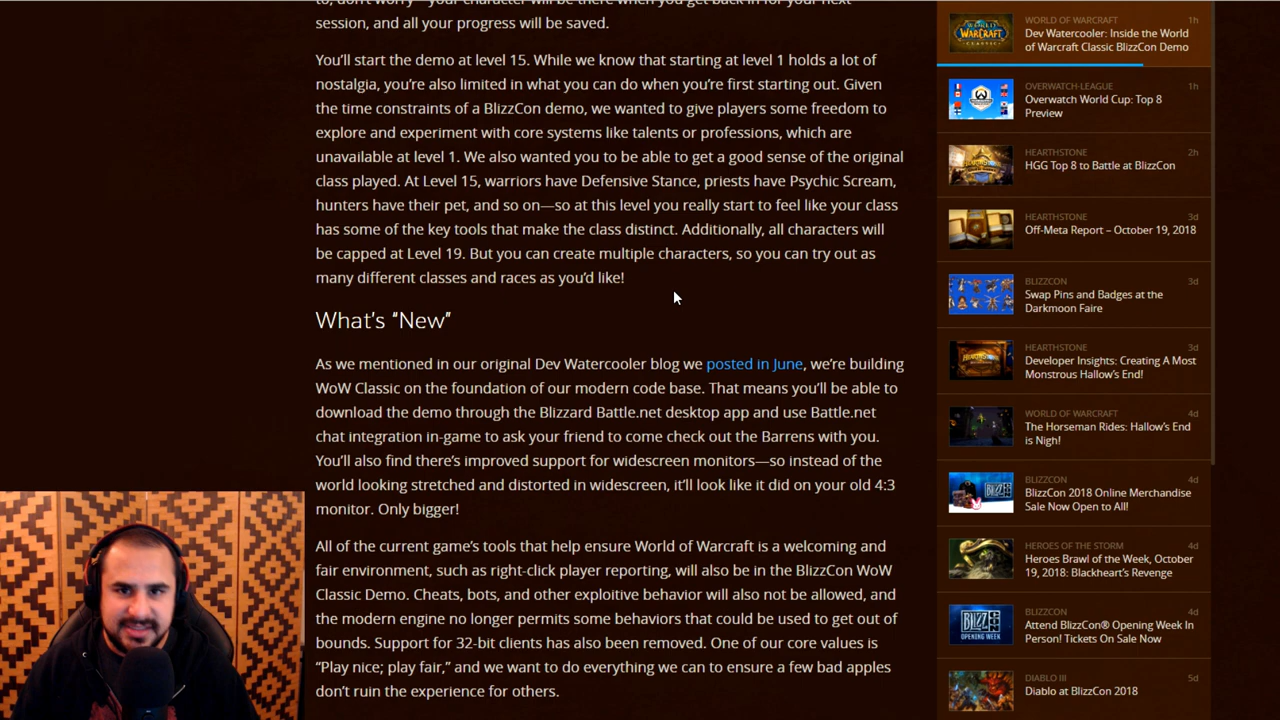 to, don't worry—your character will be there when you get back in for your next
session, and all your progress will be saved.
You'll start the demo at level 15. While we know that starting at level 1 holds a lot of
nostalgia, you're also limited in what you can do when you're first starting out. Given
the time constraints of a BlizzCon demo, we wanted to give players some freedom to
explore and experiment with core systems like talents or professions, which are
unavailable at level 1. We also wanted you to be able to get a good sense of the original
class played. At Level 15, warriors have Defensive Stance, priests have Psychic Scream,
hunters have their pet, and so on—so at this level you really start to feel like your class
has some of the key tools that make the class distinct. Additionally, all characters will
be capped at Level 19. But you can create multiple characters, so you can try out as
many different classes and races as you'd like!
What's "New"
As we mentioned in our original Dev Watercooler blog we posted in June, we're building
WoW Classic on the foundation of our modern code base. That means you'll be able to
download the demo through the Blizzard Battle.net desktop app and use Battle.net
chat integration in-game to ask your friend to come check out the Barrens with you.
You'll also find there's improved support for widescreen monitors—so instead of the
world looking stretched and distorted in widescreen, it'll look like it did on your old 4:3
monitor. Only bigger!
All of the current game's tools that help ensure World of Warcraft is a welcoming and
fair environment, such as right-click player reporting, will also be in the BlizzCon WoW
Classic Demo. Cheats, bots, and other exploitive behavior will also not be allowed, and
the modern engine no longer permits some behaviors that could be used to get out of
bounds. Support for 32-bit clients has also been removed. One of our core values is
"Play nice; play fair," and we want to do everything we can to ensure a few bad apples
don't ruin the experience for others.
WORLD OF WARCRAFT 1h
Dev Watercooler: Inside the World
of Warcraft Classic BlizzCon Demo
OVERWATCH-LEAGUE 1h
Overwatch World Cup: Top 8
Preview
HEARTHSTONE 2h
HGG Top 8 to Battle at BlizzCon
HEARTHSTONE 3d
Off-Meta Report – October 19, 2018
BLIZZCON 3d
Swap Pins and Badges at the
Darkmoon Faire
HEARTHSTONE 3d
Developer Insights: Creating A Most
Monstrous Hallow's End!
WORLD OF WARCRAFT 4d
The Horseman Rides: Hallow's End
is Nigh!
BLIZZCON 4d
BlizzCon 2018 Online Merchandise
Sale Now Open to All!
HEROES OF THE STORM 4d
Heroes Brawl of the Week, October
19, 2018: Blackheart's Revenge
BLIZZCON 4d
Attend BlizzCon® Opening Week In
Person! Tickets On Sale Now
DIABLO III 5d
Diablo at BlizzCon 2018